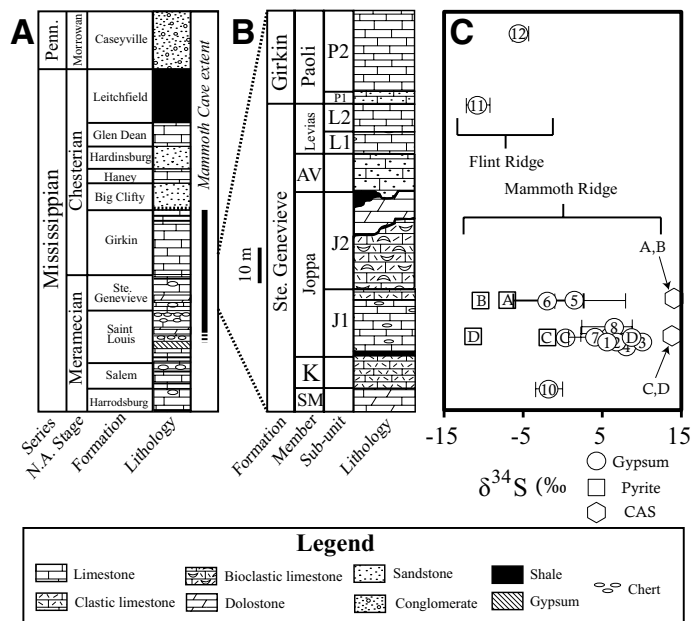 A
Penn.
Morrowan
Caseyville
Mississippian
Chesterian
Leitchfield
Glen Dean
Hardinsburg
Haney
Big Clifty
Girkin
Meramecian
Ste.
Genevieve
Saint
Louis
Salem
Harrodsburg
Mammoth Cave extent
Series
N.A. Stage
Formation
Lithology
B
Girkin
Paoli
P2
P1
Ste. Genevieve
Levias
L2
L1
AV
Joppa
J2
J1
K
SM
10 m
Formation
Member
Sub-unit
Lithology
C
12
11
Flint Ridge
Mammoth Ridge
A,B
B
A
6
5
D
C
C
7
8
1
2
D
3
4
C,D
10
-15
-5
5
15
δ34S (‰
Gypsum
Pyrite
CAS
Legend
Limestone
Bioclastic limestone
Sandstone
Shale
Chert
Clastic limestone
Dolostone
Conglomerate
Gypsum